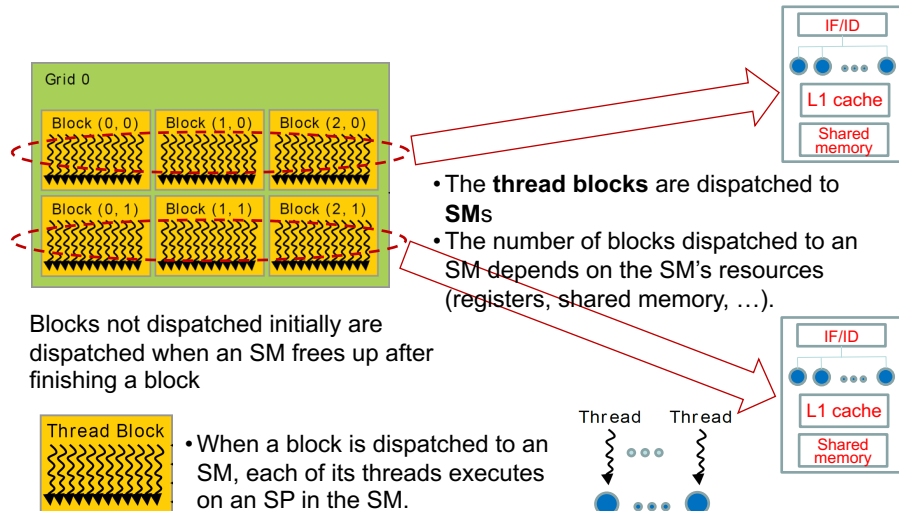 Grid 0
Block (0, 0)
Block (1, 0)
Block (2, 0)
Block (0, 1)
Block (1, 1)
Block (2, 1)
IF/ID
L1 cache
Shared
memory
• The thread blocks are dispatched to
SMs
• The number of blocks dispatched to an
SM depends on the SM’s resources
(registers, shared memory, …).
Blocks not dispatched initially are
dispatched when an SM frees up after
finishing a block
IF/ID
L1 cache
Shared
memory
Thread Block
• When a block is dispatched to an
SM, each of its threads executes
on an SP in the SM.
Thread
Thread